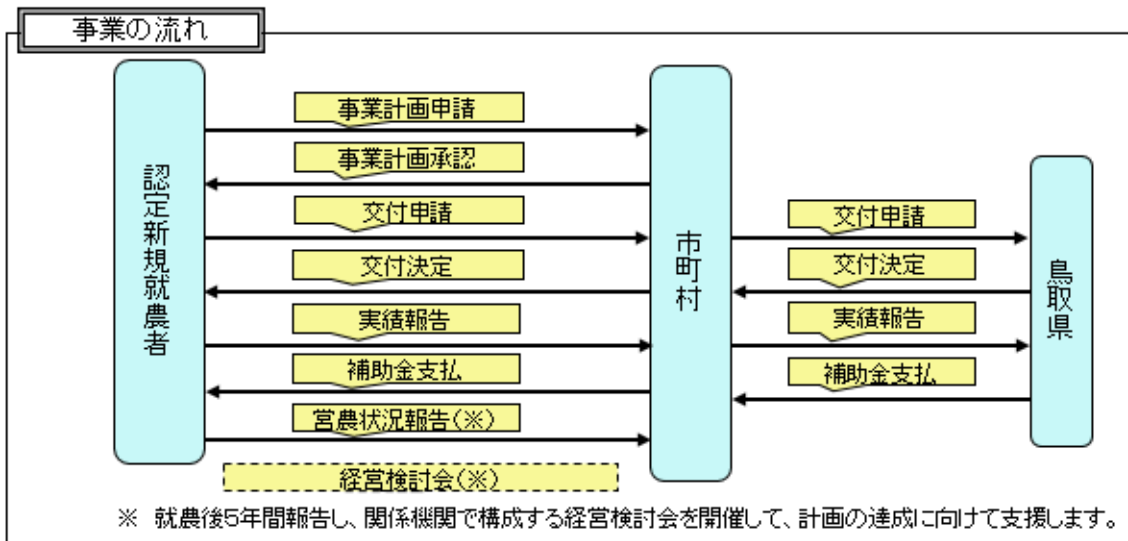 事業の流れ
認定新規就農者
事業計画申請
事業計画承認
交付申請
交付決定
実績報告
補助金支払
営農状況報告(※)
経営検討会(※)
市町村
交付申請
交付決定
実績報告
補助金支払
鳥取県
※ 就農後5年間報告し、関係機関で構成する経営検討会を開催して、計画の達成に向けて支援します。